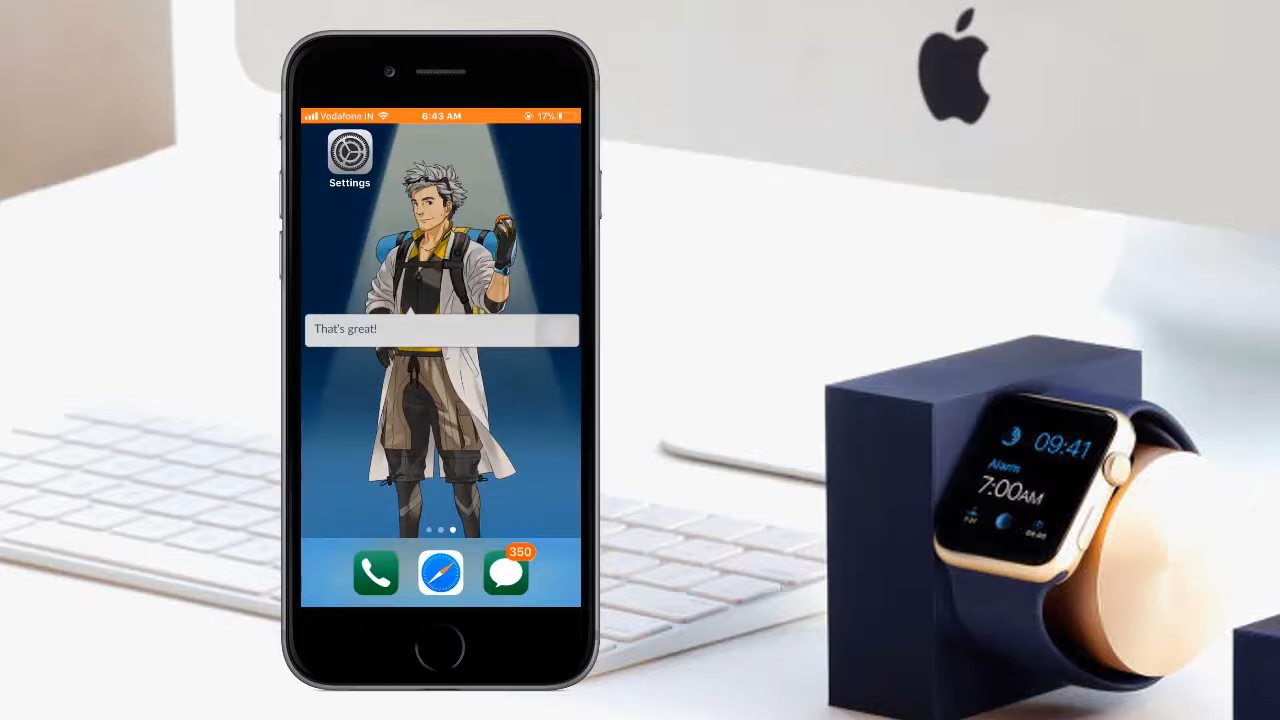 Vodafone IN
6:43 AM
17%
Settings
That's great!
350
09:41
Alarm
7:00AM